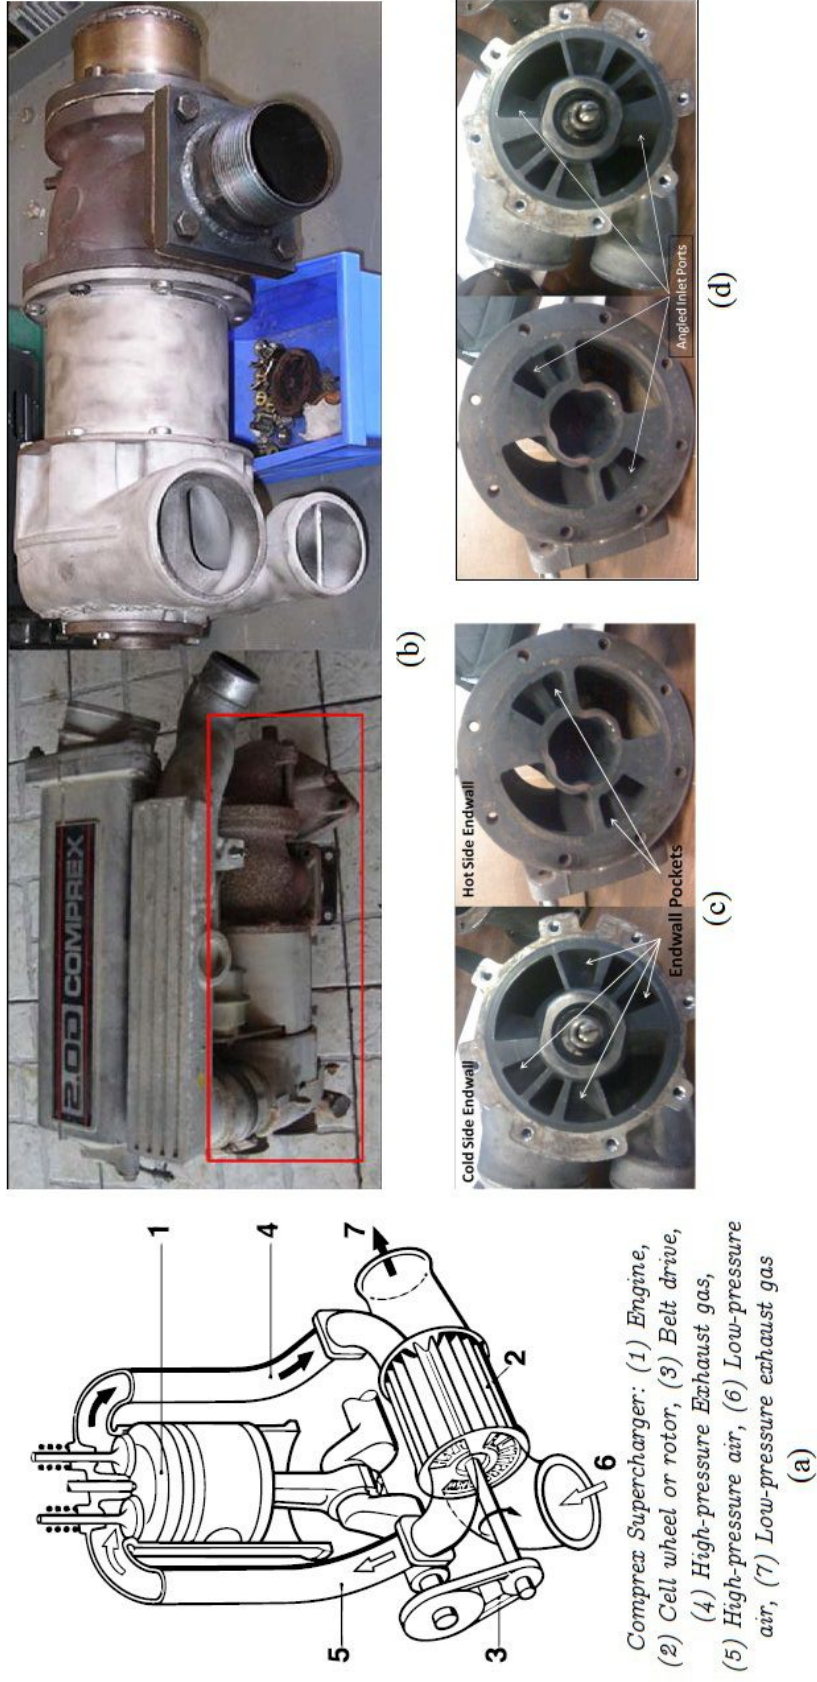 1
4
7
2
6
5
3
Comprex Supercharger: (1) Engine,
(2) Cell wheel or rotor, (3) Belt drive,
(4) High-pressure Exhaust gas,
(5) High-pressure air, (6) Low-pressure
air, (7) Low-pressure exhaust gas
(a)
2.0D COMPREX
(b)
Cold Side Endwall
Hot Side Endwall
Endwall Pockets
(c)
Angled Inlet Ports
(d)